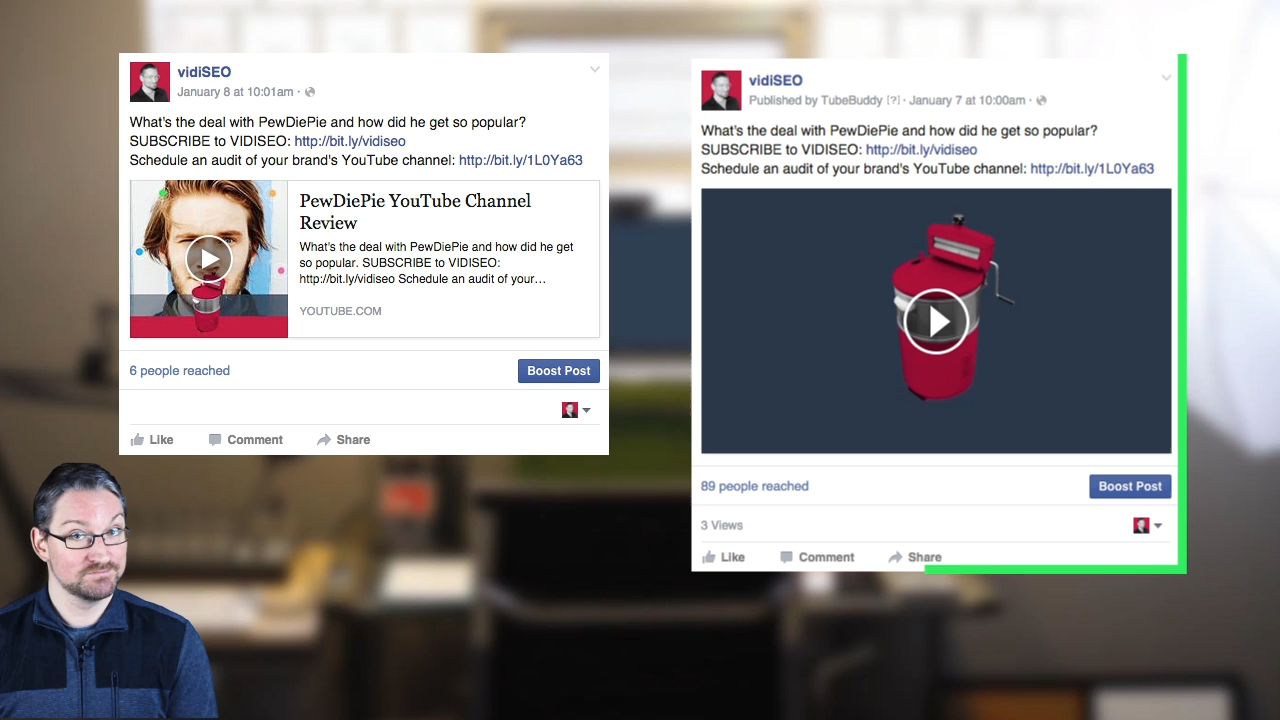 vidiSEO
January 8 at 10:01am ·
What's the deal with PewDiePie and how did he get so popular?
SUBSCRIBE to VIDISEO: http://bit.ly/vidiseo
Schedule an audit of your brand's YouTube channel: http://bit.ly/1L0Ya63
PewDiePie YouTube Channel
Review
What's the deal with PewDiePie and how did he get
so popular. SUBSCRIBE to VIDISEO:
http://bit.ly/vidiseo Schedule an audit of your...
YOUTUBE.COM
6 people reached
Boost Post
Like Comment Share
vidiSEO
Published by TubeBuddy [?] · January 7 at 10:00am ·
What's the deal with PewDiePie and how did he get so popular?
SUBSCRIBE to VIDISEO: http://bit.ly/vidiseo
Schedule an audit of your brand's YouTube channel: http://bit.ly/1L0Ya63
89 people reached
Boost Post
3 Views
Like Comment Share